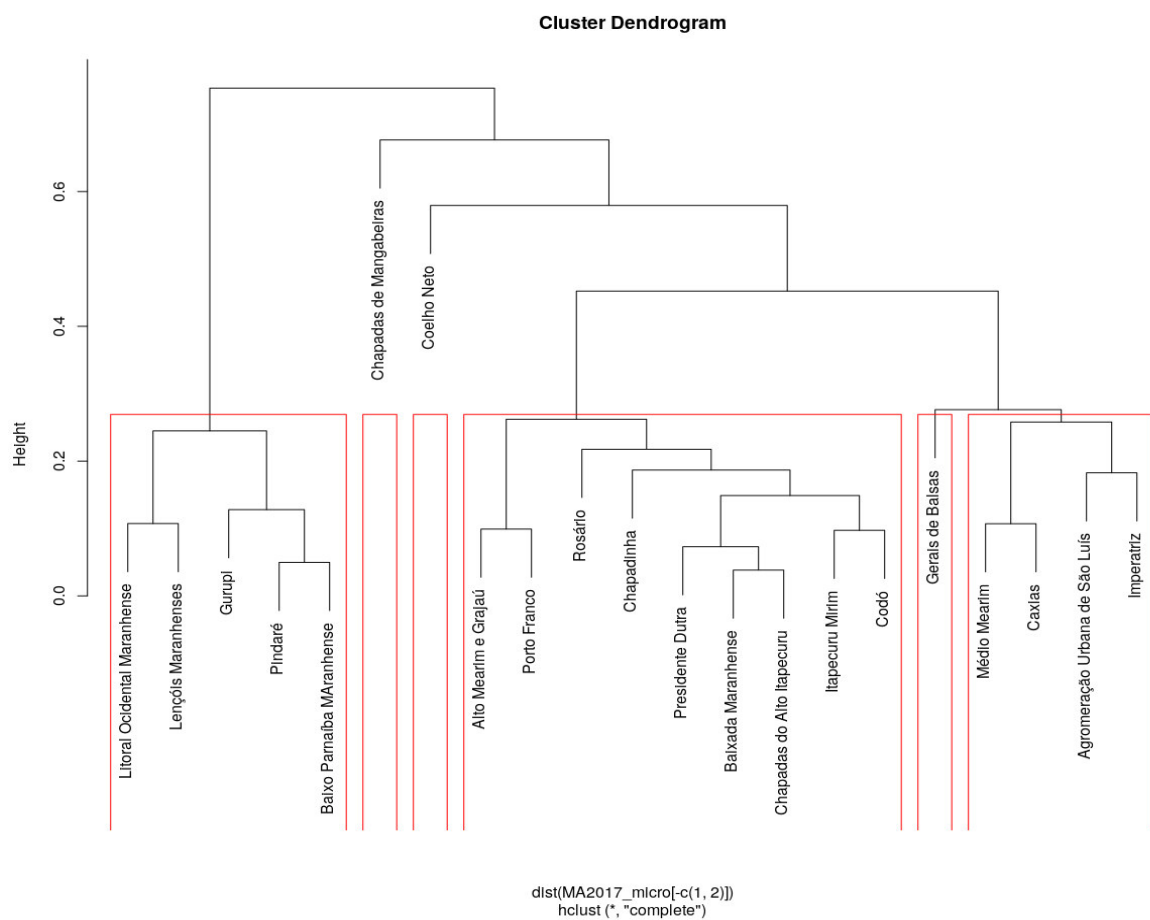 Cluster Dendrogram
Height
0.0
0.2
0.4
0.6
Litoral Ocidental Maranhense
Lençóis Maranhenses
Gurupi
Pindaré
Baixo Parnaíba MAranhense
Chapadas de Mangabeiras
Coelho Neto
Alto Mearim e Grajaú
Porto Franco
Rosário
Chapadinha
Presidente Dutra
Baixada Maranhense
Chapadas do Alto Itapecuru
Itapecuru Mirim
Codó
Gerais de Balsas
Médio Mearim
Caxias
Agromeração Urbana de São Luís
Imperatriz
dist(MA2017_micro[-c(1, 2)])
hclust (*, "complete")